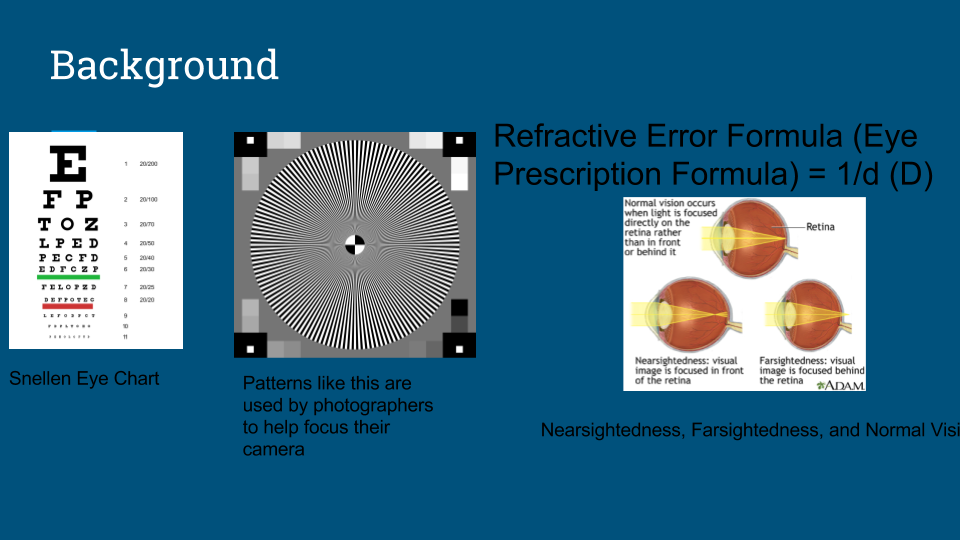 Background
E 1 20/200
F P 2 20/100
T O Z 3 20/70
L P E D 4 20/50
P E C F D 5 20/40
E D F C Z P 6 20/30
F E L O P Z D 7 20/25
D E F P O T E C 8 20/20
L E F O D P C T 9
10
11
Snellen Eye Chart
Patterns like this are
used by photographers
to help focus their
camera
Refractive Error Formula (Eye
Prescription Formula) = 1/d (D)
Normal vision occurs
when light is focused
directly on the
retina rather
than in front
or behind it
Retina
Nearsightedness: visual
image is focused in front
of the retina
Farsightedness: visual
image is focused behind
the retina
ADAM.
Nearsightedness, Farsightedness, and Normal Visi